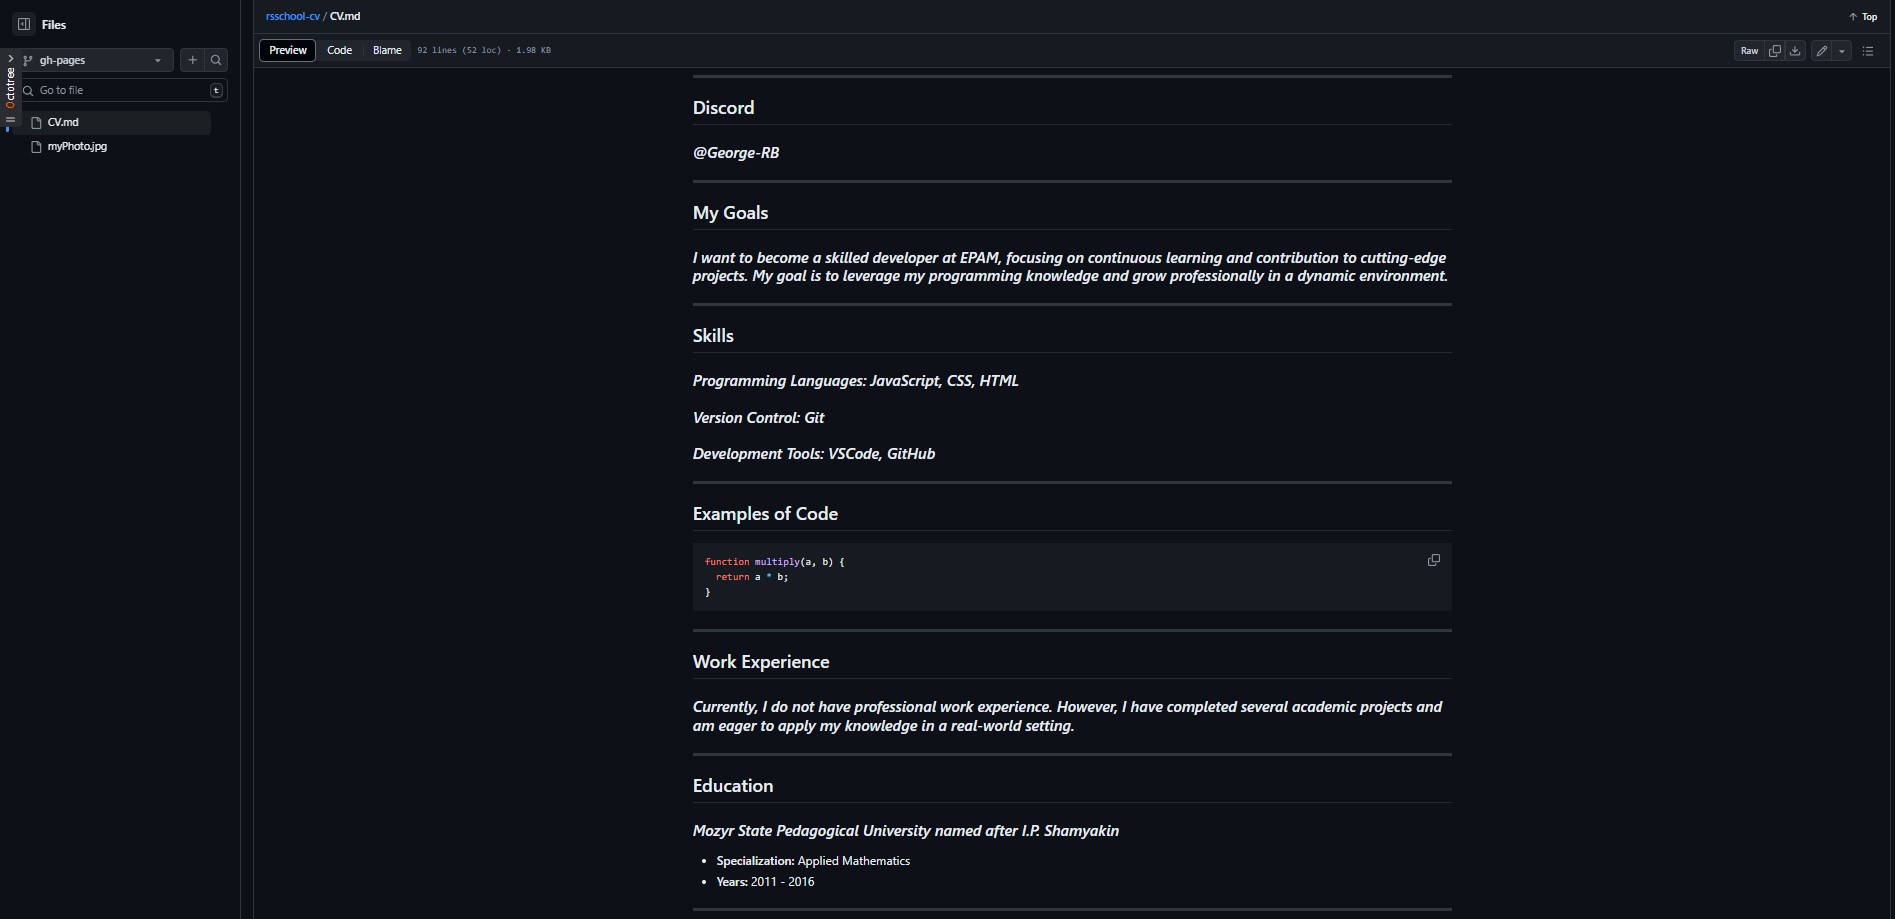 Files
rsschool-cv / CV.md
Top
Preview Code Blame 92 lines (52 loc) · 1.98 KB
Raw
gh-pages
Octotree
Go to file t
CV.md
myPhoto.jpg
Discord
@George-RB
My Goals
I want to become a skilled developer at EPAM, focusing on continuous learning and contribution to cutting-edge
projects. My goal is to leverage my programming knowledge and grow professionally in a dynamic environment.
Skills
Programming Languages: JavaScript, CSS, HTML
Version Control: Git
Development Tools: VSCode, GitHub
Examples of Code
function multiply(a, b) {
  return a * b;
}
Work Experience
Currently, I do not have professional work experience. However, I have completed several academic projects and
am eager to apply my knowledge in a real-world setting.
Education
Mozyr State Pedagogical University named after I.P. Shamyakin
• Specialization: Applied Mathematics
• Years: 2011 - 2016